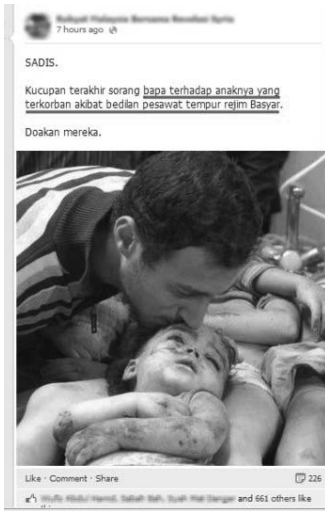 7 hours ago
SADIS.
Kucupan terakhir sorang bapa terhadap anaknya yang
terkorban akibat bedilan pesawat tempur rejim Basyar.
Doakan mereka.
Like · Comment · Share
226
and 661 others like